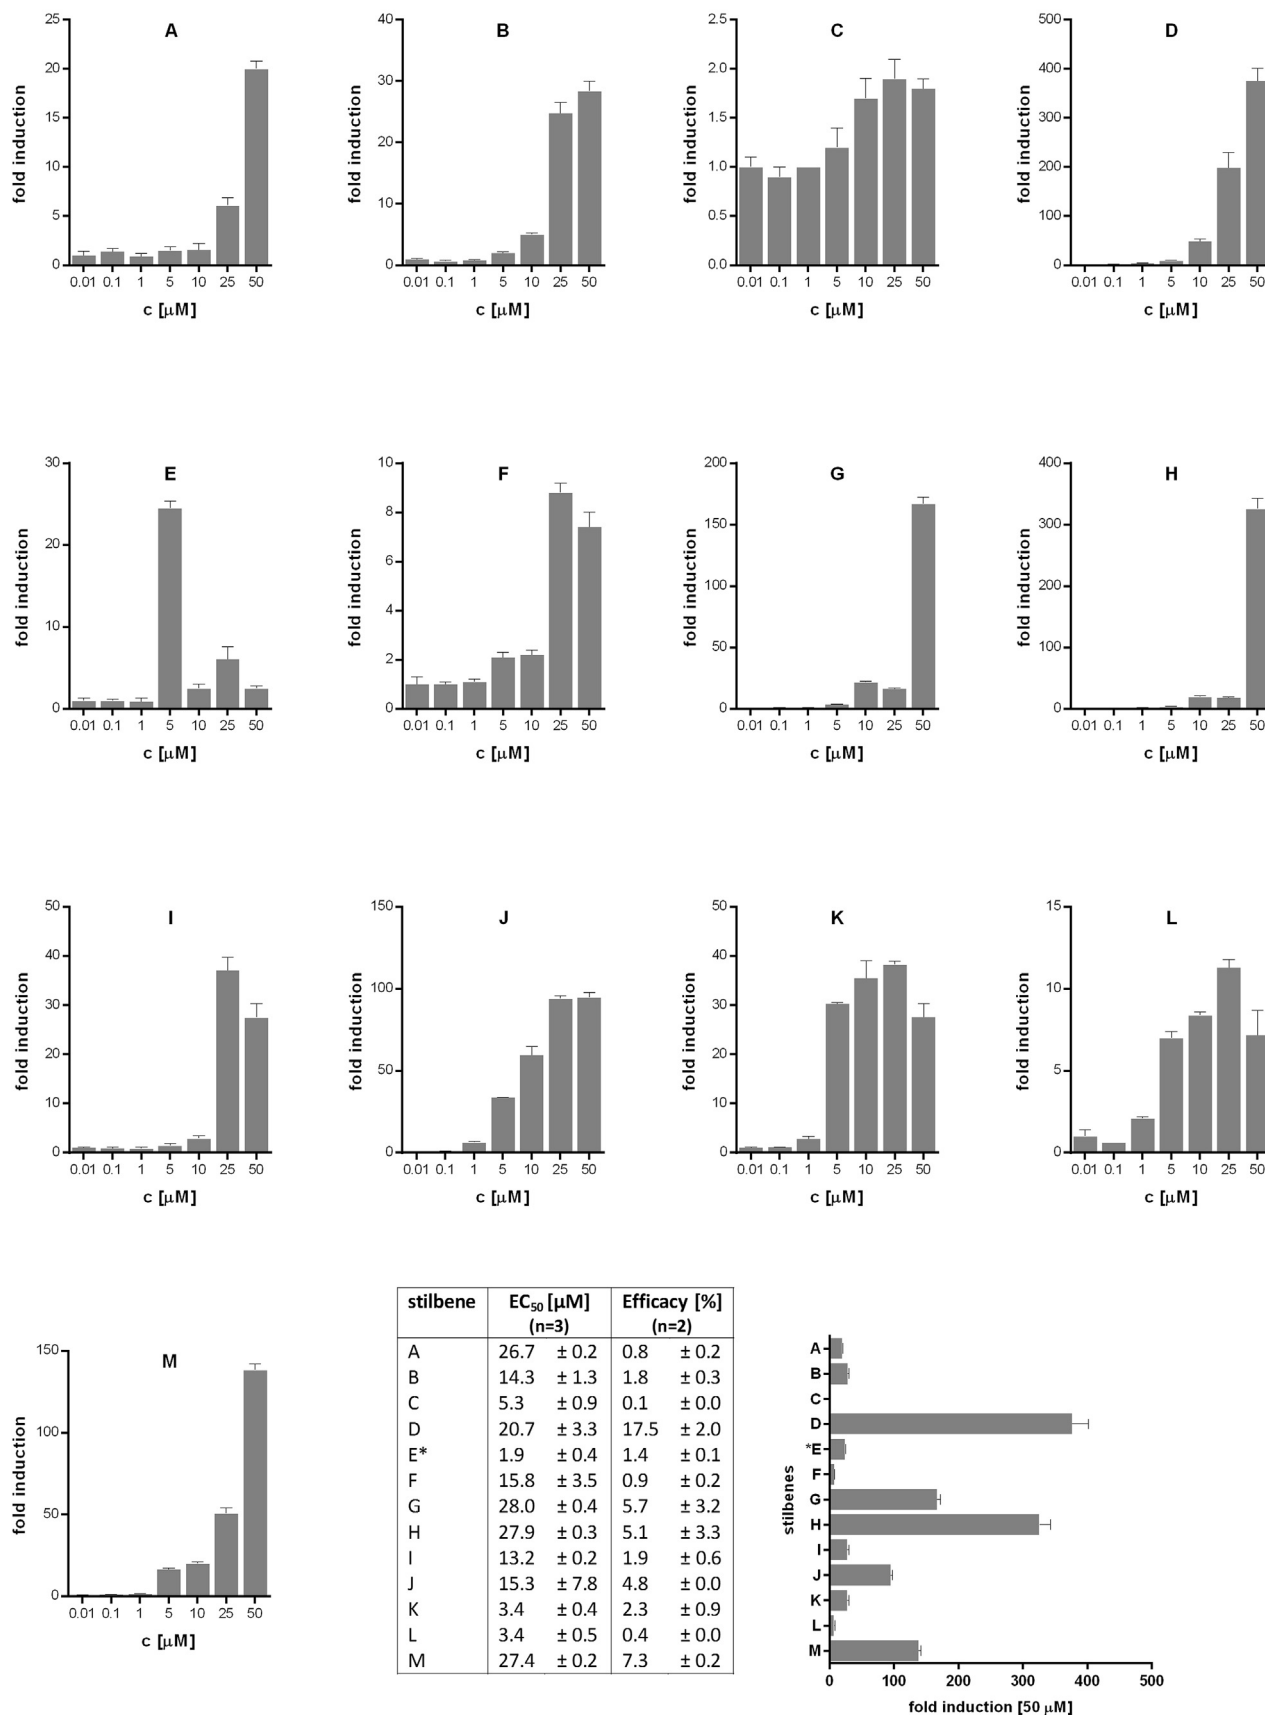 A
fold induction
25
20
15
10
5
0
0.01 0.1 1 5 10 25 50
c [µM]
B
fold induction
40
30
20
10
0
0.01 0.1 1 5 10 25 50
c [µM]
C
fold induction
2.5
2.0
1.5
1.0
0.5
0.0
0.01 0.1 1 5 10 25 50
c [µM]
D
fold induction
500
400
300
200
100
0
0.01 0.1 1 5 10 25 50
c [µM]
E
fold induction
30
20
10
0
0.01 0.1 1 5 10 25 50
c [µM]
F
fold induction
10
8
6
4
2
0
0.01 0.1 1 5 10 25 50
c [µM]
G
fold induction
200
150
100
50
0
0.01 0.1 1 5 10 25 50
c [µM]
H
fold induction
400
300
200
100
0
0.01 0.1 1 5 10 25 50
c [µM]
I
fold induction
50
40
30
20
10
0
0.01 0.1 1 5 10 25 50
c [µM]
J
fold induction
150
100
50
0
0.01 0.1 1 5 10 25 50
c [µM]
K
fold induction
50
40
30
20
10
0
0.01 0.1 1 5 10 25 50
c [µM]
L
fold induction
15
10
5
0
0.01 0.1 1 5 10 25 50
c [µM]
M
fold induction
150
100
50
0
0.01 0.1 1 5 10 25 50
c [µM]
stilbene EC₅₀ [µM] Efficacy [%]
(n=3) (n=2)
A 26.7 ± 0.2 0.8 ± 0.2
B 14.3 ± 1.3 1.8 ± 0.3
C 5.3 ± 0.9 0.1 ± 0.0
D 20.7 ± 3.3 17.5 ± 2.0
E* 1.9 ± 0.4 1.4 ± 0.1
F 15.8 ± 3.5 0.9 ± 0.2
G 28.0 ± 0.4 5.7 ± 3.2
H 27.9 ± 0.3 5.1 ± 3.3
I 13.2 ± 0.2 1.9 ± 0.6
J 15.3 ± 7.8 4.8 ± 0.0
K 3.4 ± 0.4 2.3 ± 0.9
L 3.4 ± 0.5 0.4 ± 0.0
M 27.4 ± 0.2 7.3 ± 0.2
stilbenes
A
B
C
D
*E
F
G
H
I
J
K
L
M
0 100 200 300 400 500
fold induction [50 µM]